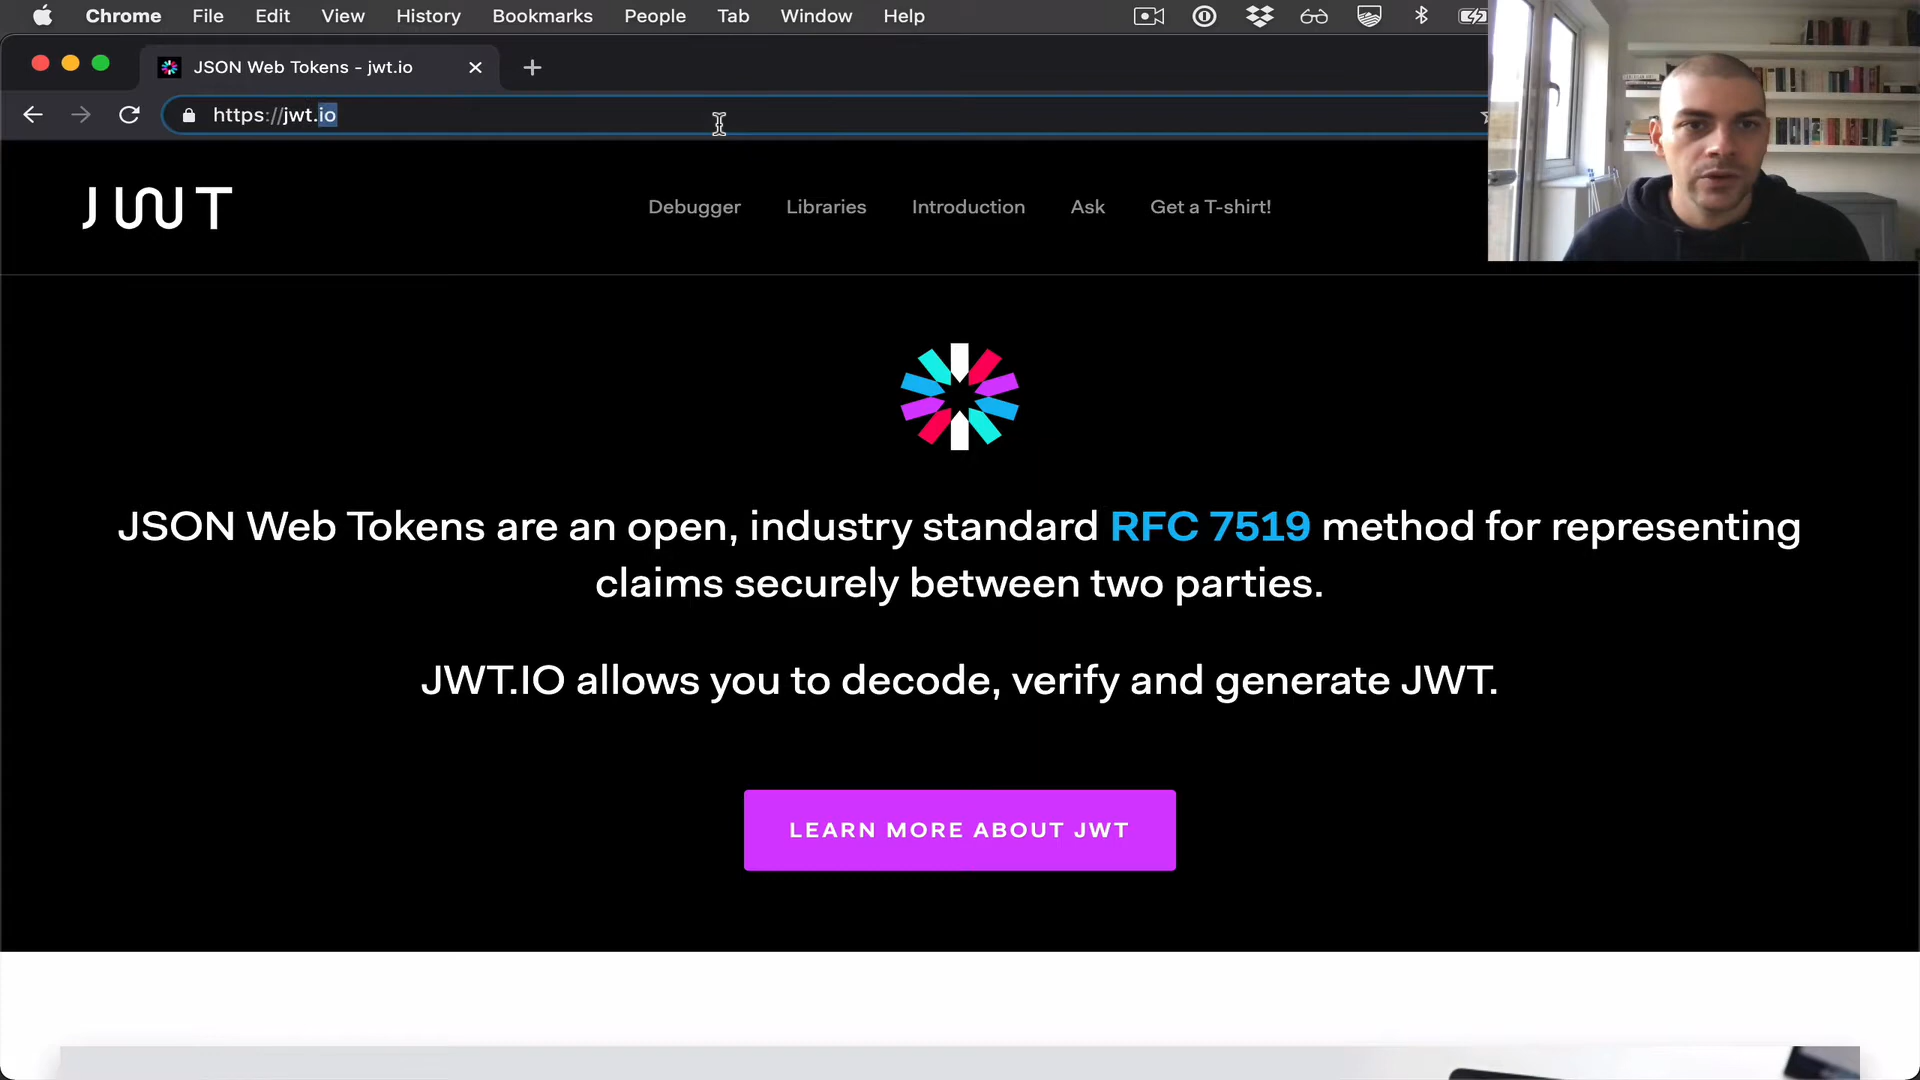 Chrome File Edit View History Bookmarks People Tab Window Help
JSON Web Tokens - jwt.io
https://jwt.io
JWT
Debugger Libraries Introduction Ask Get a T-shirt!
JSON Web Tokens are an open, industry standard RFC 7519 method for representing
claims securely between two parties.
JWT.IO allows you to decode, verify and generate JWT.
LEARN MORE ABOUT JWT